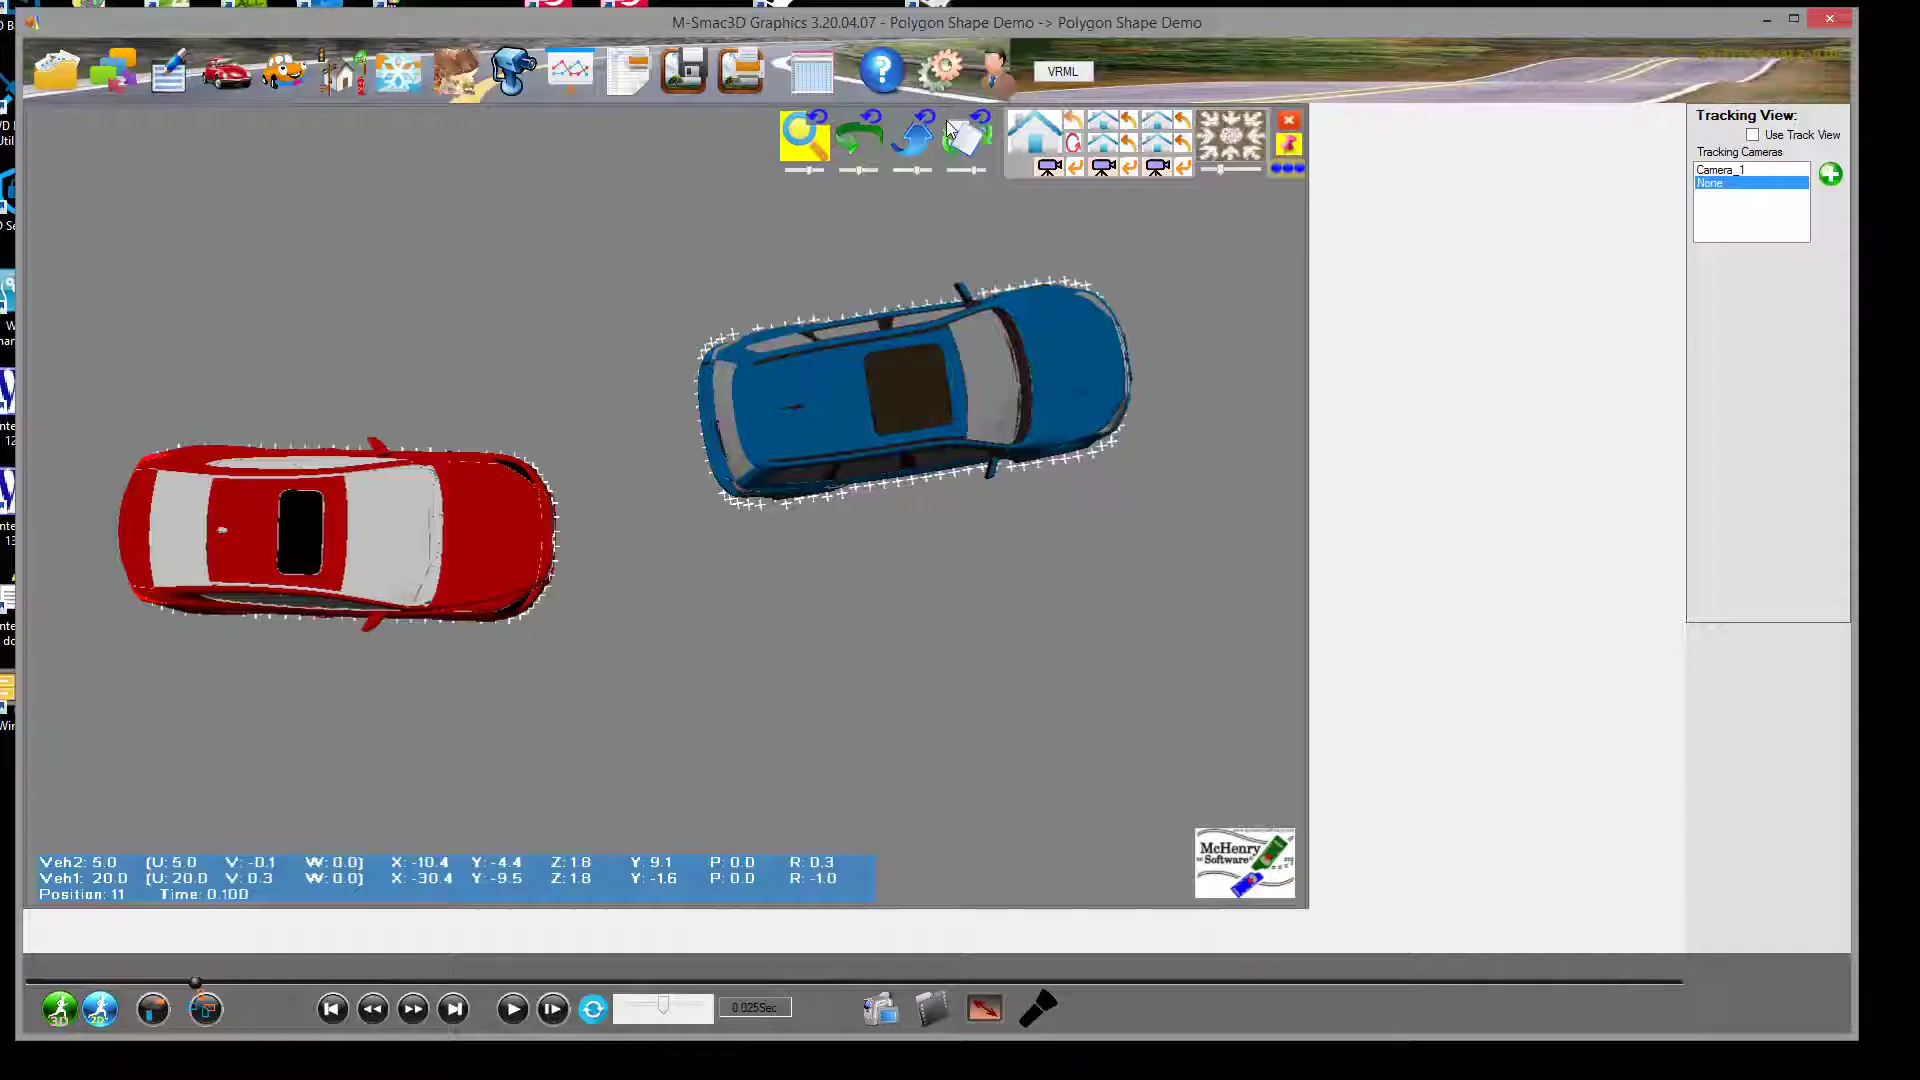 M-Smac3D Graphics 3.20.04.07 - Polygon Shape Demo -> Polygon Shape Demo
VRML
Tracking View:
Use Track View
Tracking Cameras
Camera_1
None
Veh2: 5.0 (U: 5.0 V: -0.1 W: 0.0) X: -10.4 Y: -4.4 Z: 1.8 Y: 9.1 P: 0.0 R: 0.3
Veh1: 20.0 (U: 20.0 V: 0.3 W: 0.0) X: -30.4 Y: -9.5 Z: 1.8 Y: -1.6 P: 0.0 R: -1.0
Position: 11 Time: 0.100
McHenry
Software
3D
2D
0.025Sec